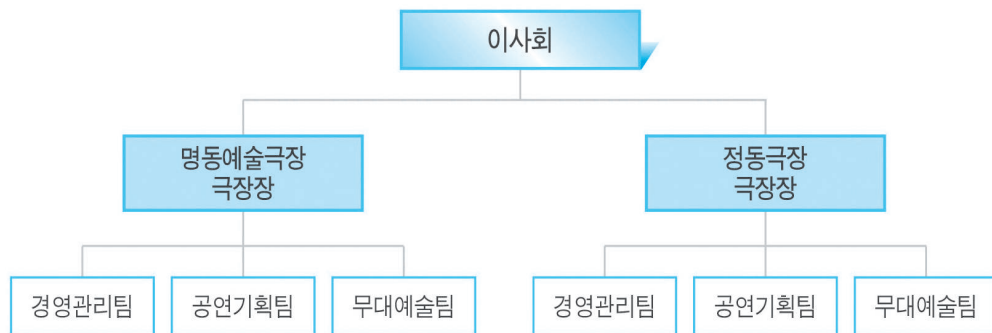 이사회
명동예술극장
극장장
정동극장
극장장
경영관리팀
공연기획팀
무대예술팀
경영관리팀
공연기획팀
무대예술팀